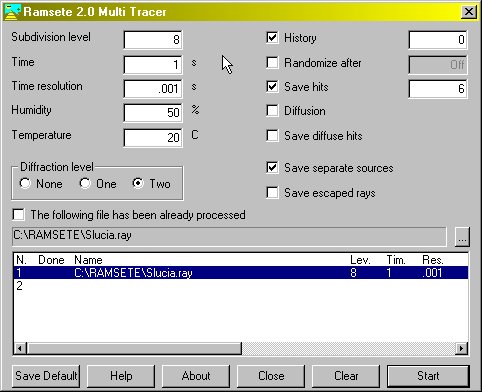 Ramsete 2.0 Multi Tracer
Subdivision level 8
Time 1 s
Time resolution .001 s
Humidity 50 %
Temperature 20 C
History 0
Randomize after Off
Save hits 6
Diffusion
Save diffuse hits
Save separate sources
Save escaped rays
Diffraction level
None One Two
The following file has been already processed
C:\RAMSETE\Slucia.ray ...
N. Done Name Lev. Tim. Res.
1 C:\RAMSETE\Slucia.ray 8 1 .001
2
Save Default Help About Close Clear Start